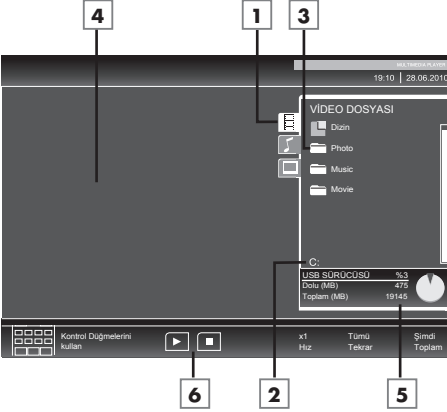 4
1
3
MULTIMEDIA PLAYER
19:10 | 28.06.2010
VİDEO DOSYASI
Dizin
Photo
Music
Movie
C:
USB SÜRÜCÜSÜ %3
Dolu (MB) 475
Toplam (MB) 19145
Kontrol Düğmelerini
kullan
x1 Tümü Şimdi
Hız Tekrar Toplam
6
2
5